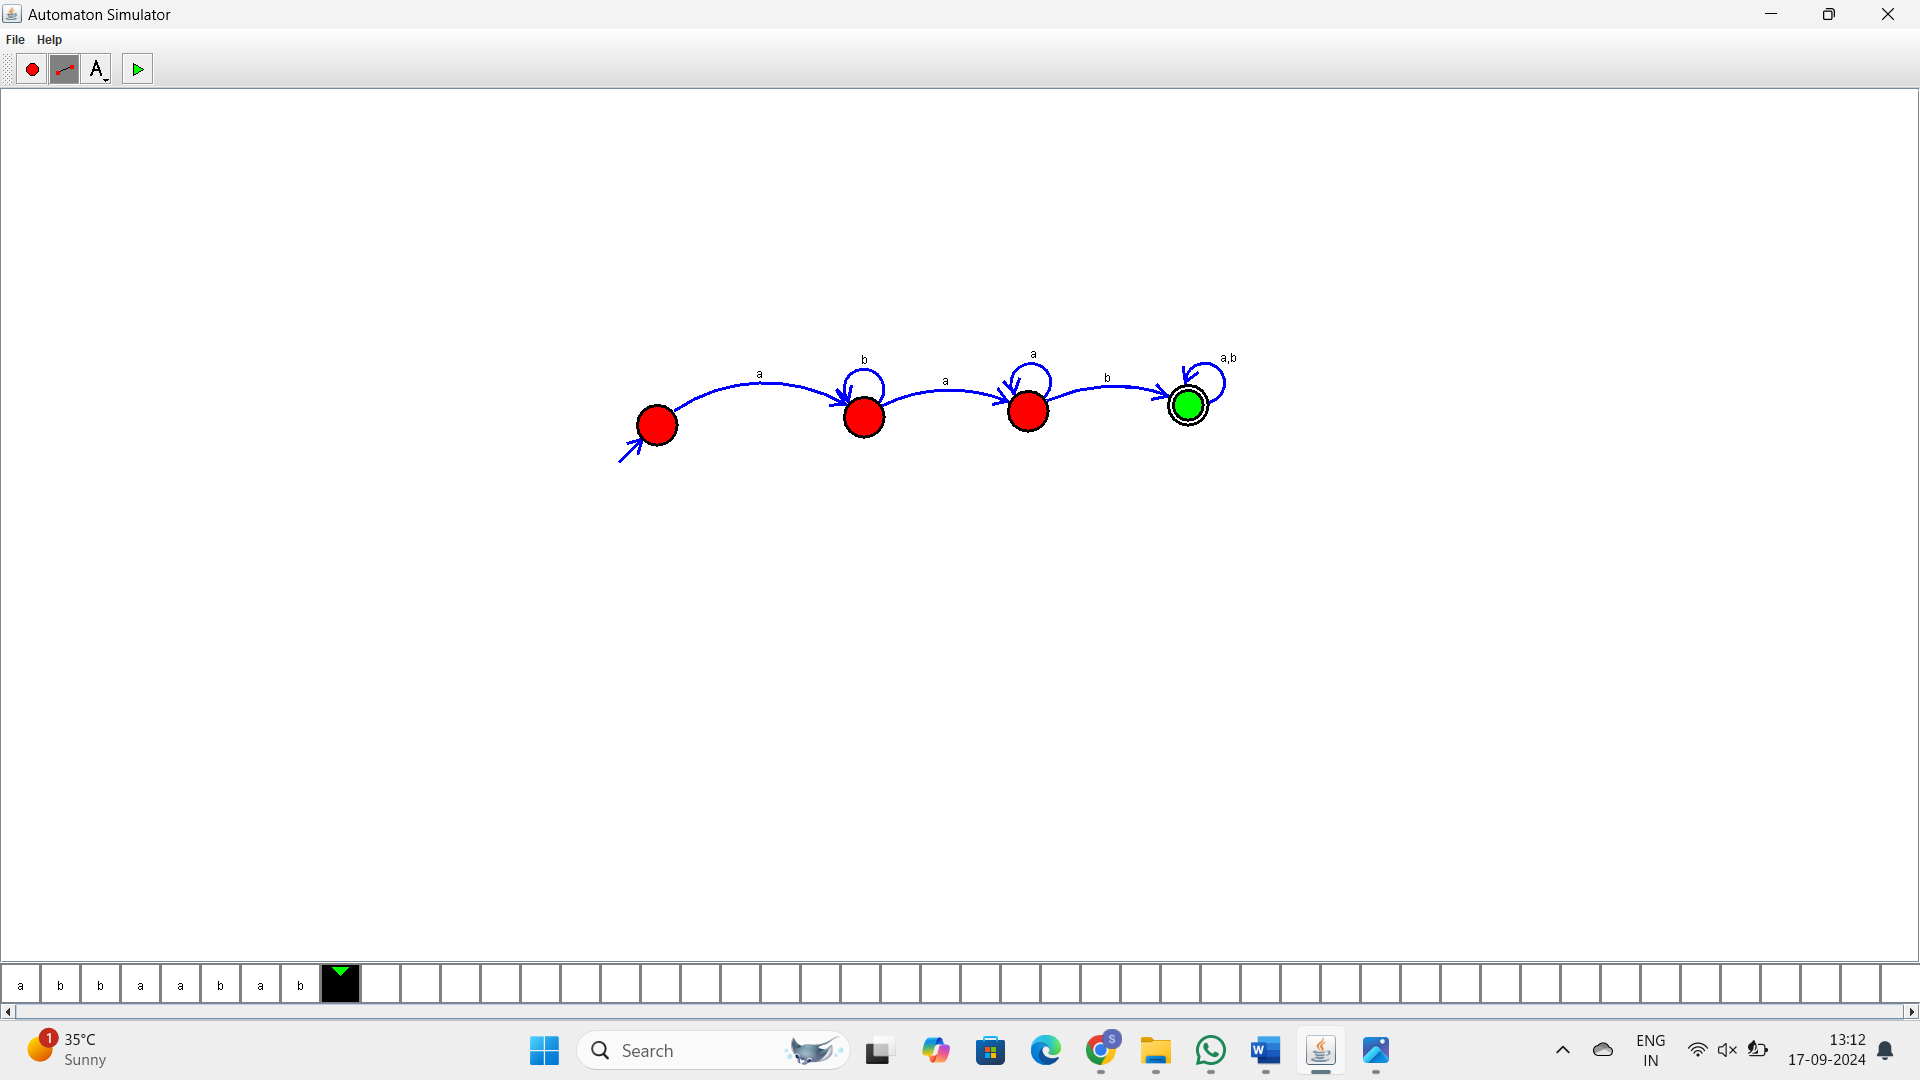 Automaton Simulator
File Help
A
a
b
a
a
b
a,b
a b b a a b a b
1
35°C
Sunny
Search
S
W
ENG
IN
13:12
17-09-2024